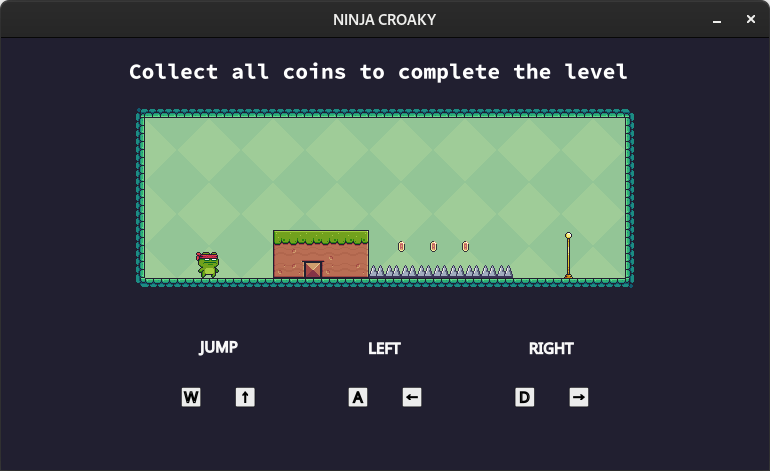 NINJA CROAKY
Collect all coins to complete the level
JUMP LEFT RIGHT
W ↑ A ← D →